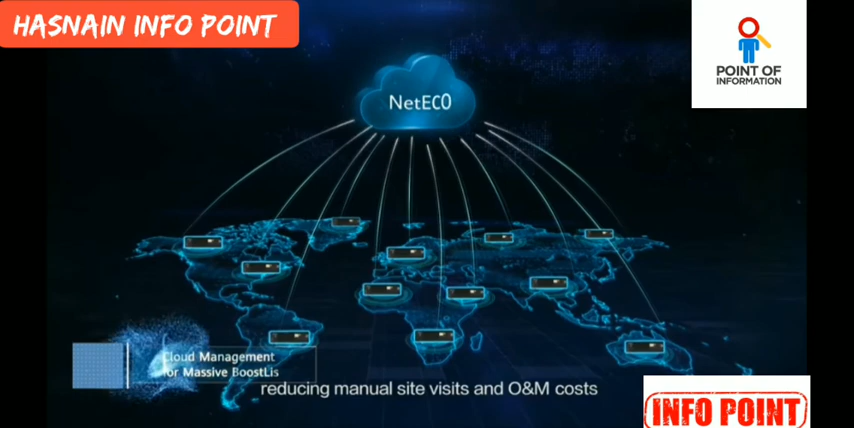 HASNAIN INFO POINT
POINT OF
INFORMATION
NetECO
Cloud Management
for Massive BoostLis
reducing manual site visits and O&M costs
INFO POINT